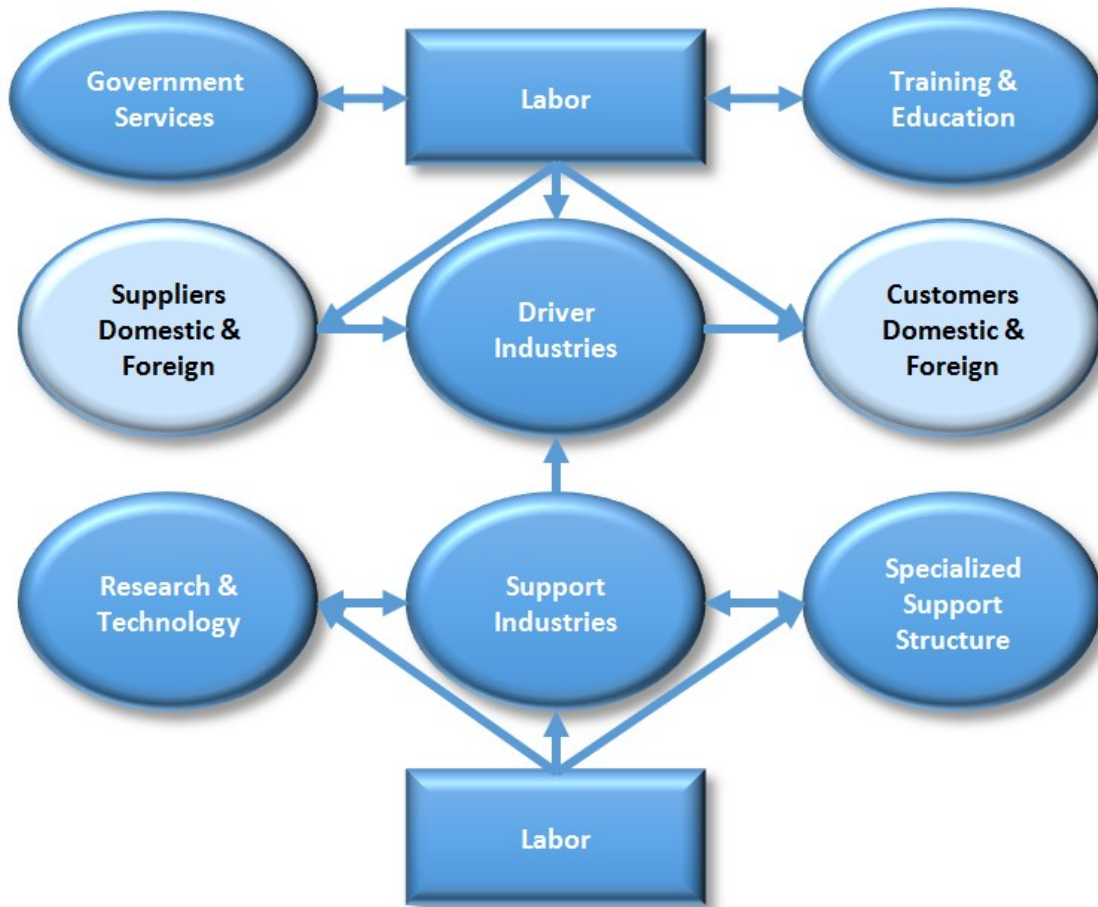 Government
Services
Labor
Training &
Education
Suppliers
Domestic &
Foreign
Driver
Industries
Customers
Domestic &
Foreign
Research &
Technology
Support
Industries
Specialized
Support
Structure
Labor